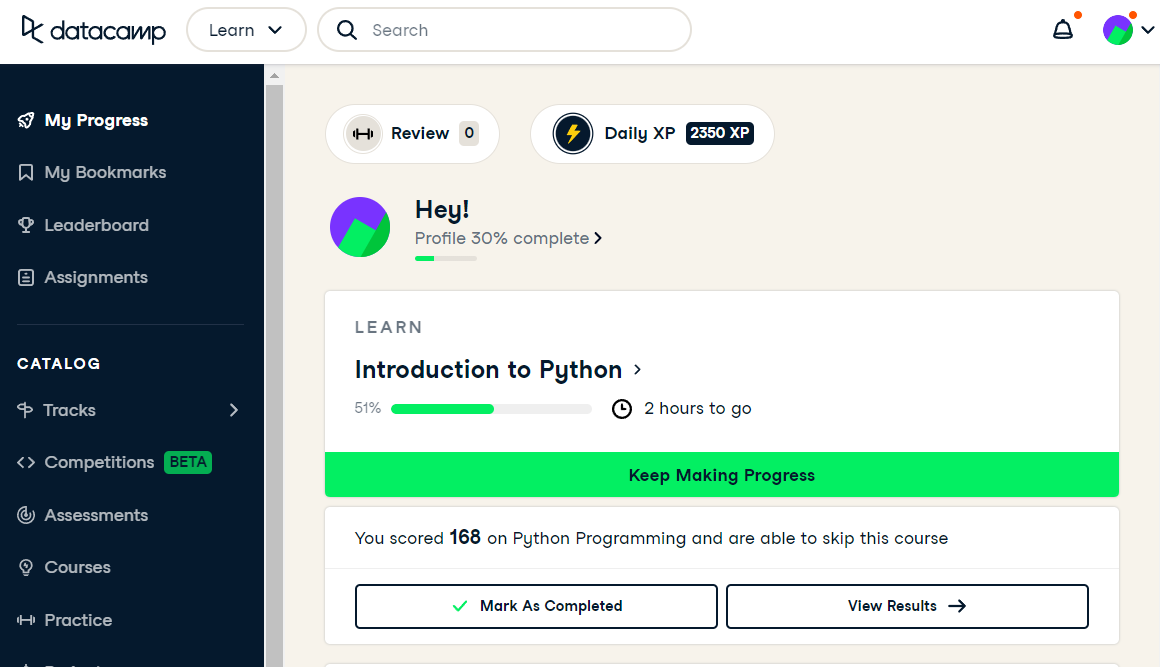 datacamp
Learn
Search
My Progress
My Bookmarks
Leaderboard
Assignments
CATALOG
Tracks
Competitions BETA
Assessments
Courses
Practice
Review 0
Daily XP 2350 XP
Hey!
Profile 30% complete
LEARN
Introduction to Python
51%
2 hours to go
Keep Making Progress
You scored 168 on Python Programming and are able to skip this course
Mark As Completed
View Results